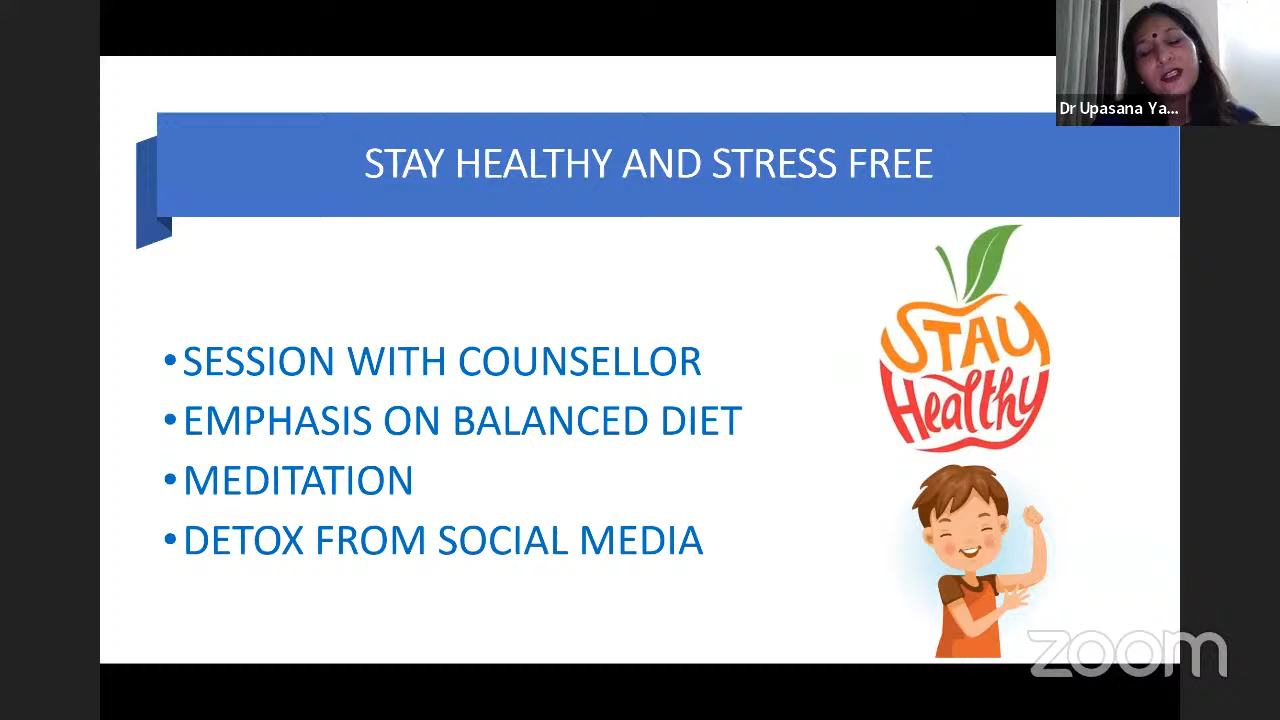 Dr Upasana Ya...
STAY HEALTHY AND STRESS FREE
STAY
Healthy
•SESSION WITH COUNSELLOR
•EMPHASIS ON BALANCED DIET
•MEDITATION
•DETOX FROM SOCIAL MEDIA
zoom